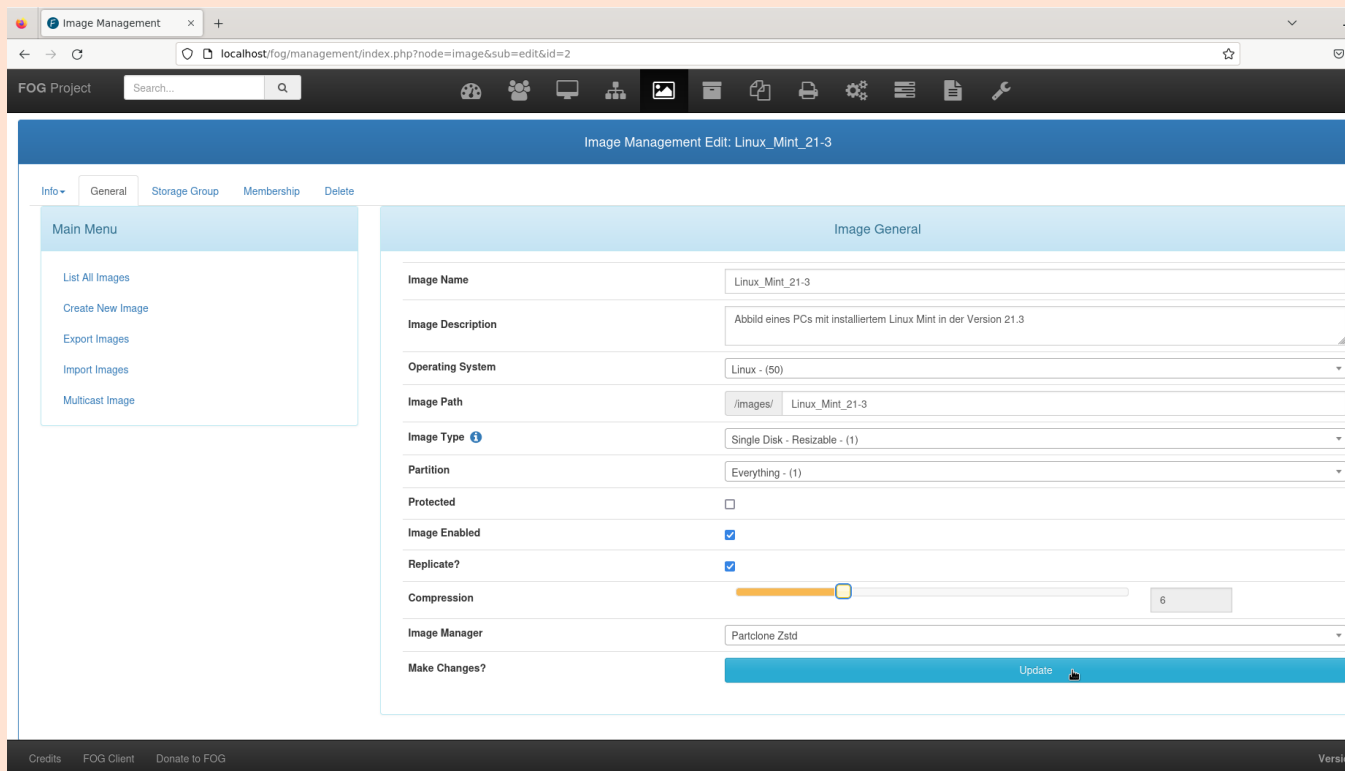 Image Management
localhost/fog/management/index.php?node=image&sub=edit&id=2
FOG Project
Search...
Image Management Edit: Linux_Mint_21-3
Info General Storage Group Membership Delete
Main Menu
List All Images
Create New Image
Export Images
Import Images
Multicast Image
Image General
Image Name Linux_Mint_21-3
Image Description Abbild eines PCs mit installiertem Linux Mint in der Version 21.3
Operating System Linux - (50)
Image Path /images/ Linux_Mint_21-3
Image Type Single Disk - Resizable - (1)
Partition Everything - (1)
Protected
Image Enabled
Replicate?
Compression 6
Image Manager Partclone Zstd
Make Changes? Update
Credits FOG Client Donate to FOG